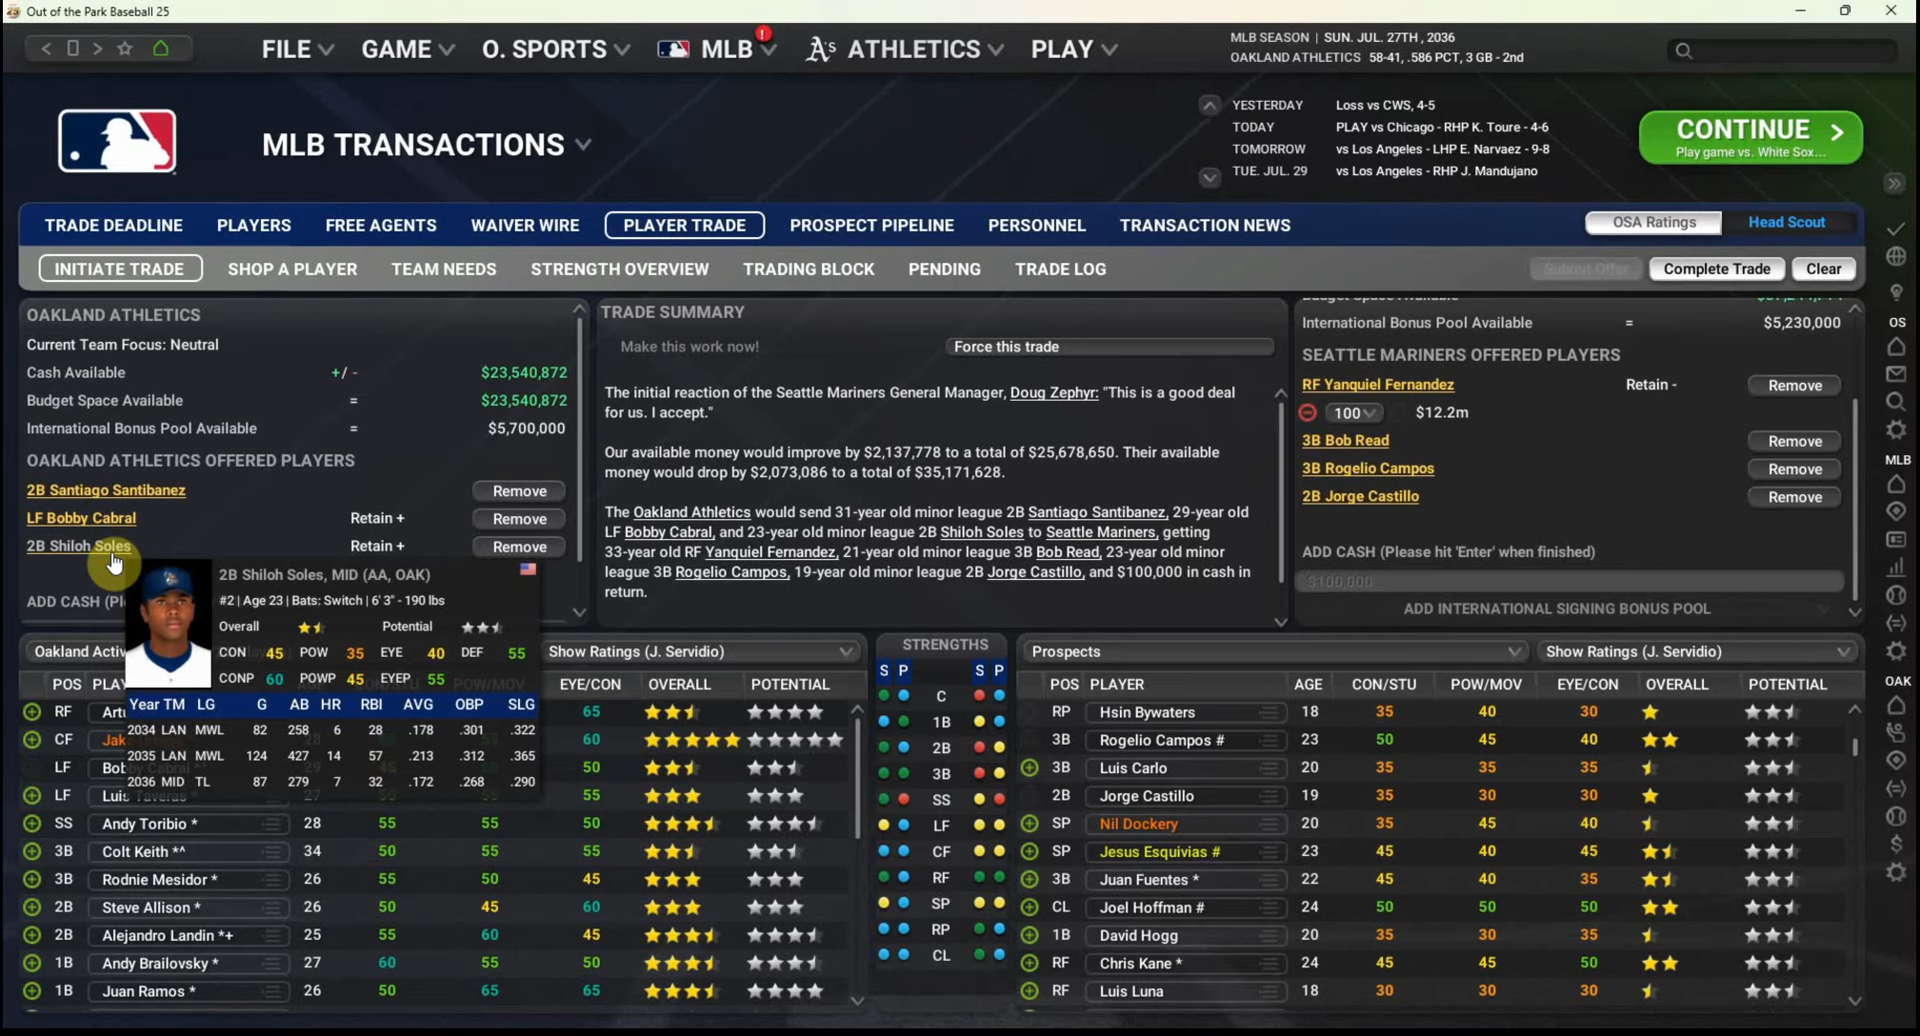 Out of the Park Baseball 25
FILE GAME O. SPORTS MLB ! A's ATHLETICS PLAY
MLB SEASON | SUN. JUL. 27TH , 2036
OAKLAND ATHLETICS 58-41, .586 PCT, 3 GB - 2nd
MLB TRANSACTIONS
YESTERDAY Loss vs CWS, 4-5
TODAY PLAY vs Chicago - RHP K. Toure - 4-6
TOMORROW vs Los Angeles - LHP E. Narvaez - 9-8
TUE. JUL. 29 vs Los Angeles - RHP J. Mandujano
CONTINUE
Play game vs. White Sox...
TRADE DEADLINE PLAYERS FREE AGENTS WAIVER WIRE PLAYER TRADE PROSPECT PIPELINE PERSONNEL TRANSACTION NEWS OSA Ratings Head Scout
INITIATE TRADE SHOP A PLAYER TEAM NEEDS STRENGTH OVERVIEW TRADING BLOCK PENDING TRADE LOG Submit Offer Complete Trade Clear
OAKLAND ATHLETICS
Current Team Focus: Neutral
Cash Available +/ - $23,540,872
Budget Space Available = $23,540,872
International Bonus Pool Available = $5,700,000
OAKLAND ATHLETICS OFFERED PLAYERS
2B Santiago Santibanez Remove
LF Bobby Cabral Retain + Remove
2B Shiloh Soles Retain + Remove
ADD CASH
TRADE SUMMARY
Make this work now! Force this trade
The initial reaction of the Seattle Mariners General Manager, Doug Zephyr: "This is a good deal
for us. I accept."
Our available money would improve by $2,137,778 to a total of $25,678,650. Their available
money would drop by $2,073,086 to a total of $35,171,628.
The Oakland Athletics would send 31-year old minor league 2B Santiago Santibanez, 29-year old
LF Bobby Cabral, and 23-year old minor league 2B Shiloh Soles to Seattle Mariners, getting
33-year old RF Yanquiel Fernandez, 21-year old minor league 3B Bob Read, 23-year old minor
league 3B Rogelio Campos, 19-year old minor league 2B Jorge Castillo, and $100,000 in cash in
return.
Budget Space Available
International Bonus Pool Available = $5,230,000
SEATTLE MARINERS OFFERED PLAYERS
RF Yanquiel Fernandez Retain - Remove
100 $12.2m
3B Bob Read Remove
3B Rogelio Campos Remove
2B Jorge Castillo Remove
ADD CASH (Please hit 'Enter' when finished)
$100,000
ADD INTERNATIONAL SIGNING BONUS POOL
2B Shiloh Soles, MID (AA, OAK)
#2 | Age 23 | Bats: Switch | 6' 3" - 190 lbs
Overall Potential
CON 45 POW 35 EYE 40 DEF 55
CONP 60 POWP 45 EYEP 55
Year TM LG G AB HR RBI AVG OBP SLG
2034 LAN MWL 82 258 6 28 .178 .301 .322
2035 LAN MWL 124 427 14 57 .213 .312 .365
2036 MID TL 87 279 7 32 .172 .268 .290
Oakland Activ Show Ratings (J. Servidio)
POS PLAY EYE/CON OVERALL POTENTIAL
RF Artu 65
CF Jak 60
LF Bobby Cabral 50
LF Luis Taveras * 55
SS Andy Toribio * 28 55 55 50
3B Colt Keith *^ 34 50 55 55
3B Rodnie Mesidor * 26 55 50 45
2B Steve Allison * 26 50 45 60
2B Alejandro Landin *+ 25 55 60 45
1B Andy Brailovsky * 27 60 55 50
1B Juan Ramos * 26 50 65 65
STRENGTHS
S P S P
C
1B
2B
3B
SS
LF
CF
RF
SP
RP
CL
Prospects Show Ratings (J. Servidio)
POS PLAYER AGE CON/STU POW/MOV EYE/CON OVERALL POTENTIAL
RP Hsin Bywaters 18 35 40 30
3B Rogelio Campos # 23 50 45 40
3B Luis Carlo 20 35 35 35
2B Jorge Castillo 19 35 30 30
SP Nil Dockery 20 35 45 40
SP Jesus Esquivias # 23 45 40 45
3B Juan Fuentes * 22 45 40 35
CL Joel Hoffman # 24 50 50 50
1B David Hogg 20 35 30 35
RF Chris Kane * 24 45 45 50
RF Luis Luna 18 30 30 30
OS
MLB
OAK